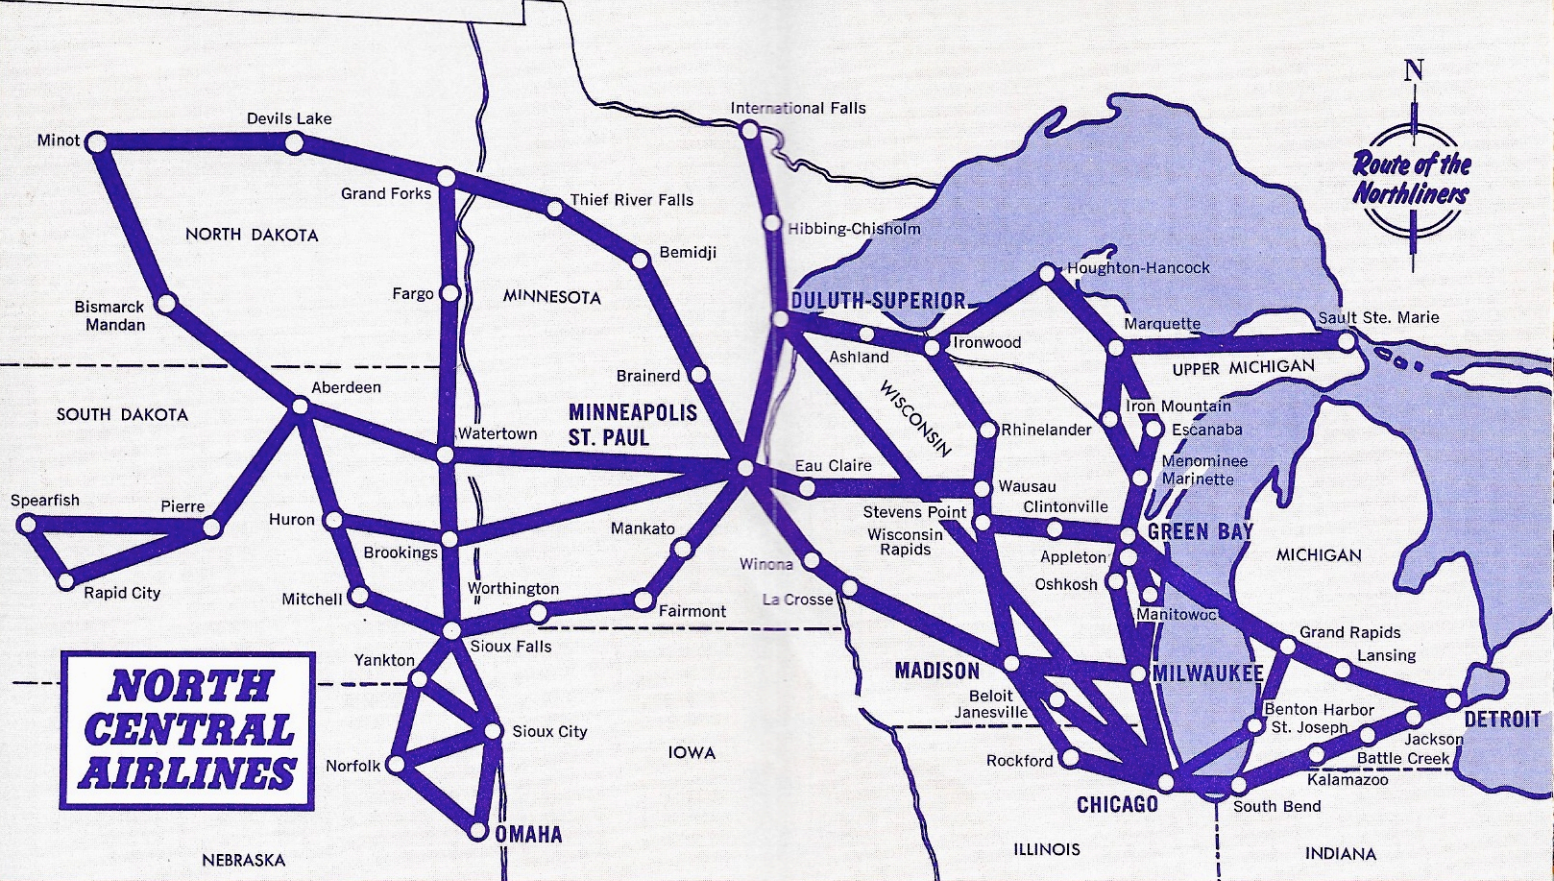 International Falls
N
Route of the
Northliners
Devils Lake
Minot
Grand Forks
Thief River Falls
NORTH DAKOTA
Hibbing-Chisholm
Bemidji
Houghton-Hancock
Fargo
MINNESOTA
DULUTH-SUPERIOR
Bismarck
Mandan
Marquette
Sault Ste. Marie
Ashland
Ironwood
UPPER MICHIGAN
Brainerd
Aberdeen
SOUTH DAKOTA
MINNEAPOLIS
ST. PAUL
WISCONSIN
Iron Mountain
Escanaba
Rhinelander
Watertown
Eau Claire
Menominee
Marinette
Wausau
Spearfish
Pierre
Huron
Brookings
Mankato
Stevens Point
Wisconsin
Rapids
Clintonville
GREEN BAY
Appleton
MICHIGAN
Rapid City
Mitchell
Worthington
Fairmont
Winona
La Crosse
Oshkosh
Manitowoc
Sioux Falls
Yankton
Grand Rapids
Lansing
MADISON
MILWAUKEE
Beloit
Janesville
Benton Harbor
St. Joseph
DETROIT
Jackson
Battle Creek
Kalamazoo
NORTH
CENTRAL
AIRLINES
Sioux City
Norfolk
IOWA
Rockford
CHICAGO
South Bend
OMAHA
NEBRASKA
ILLINOIS
INDIANA